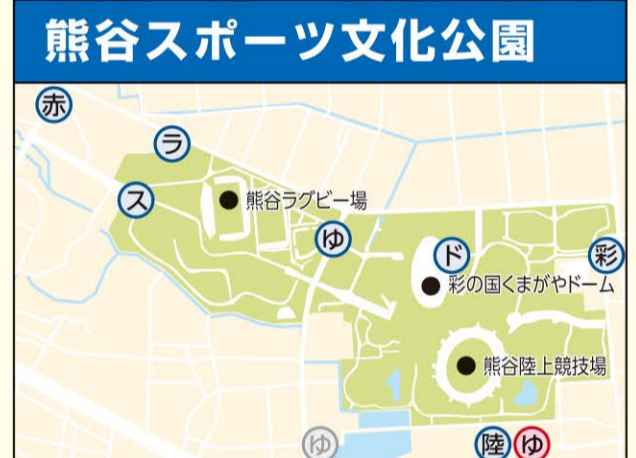 熊谷スポーツ文化公園
赤
ラ
ス
熊谷ラグビー場
ゆ
ド
彩
彩の国くまがやドーム
熊谷陸上競技場
ゆ
陸
ゆ